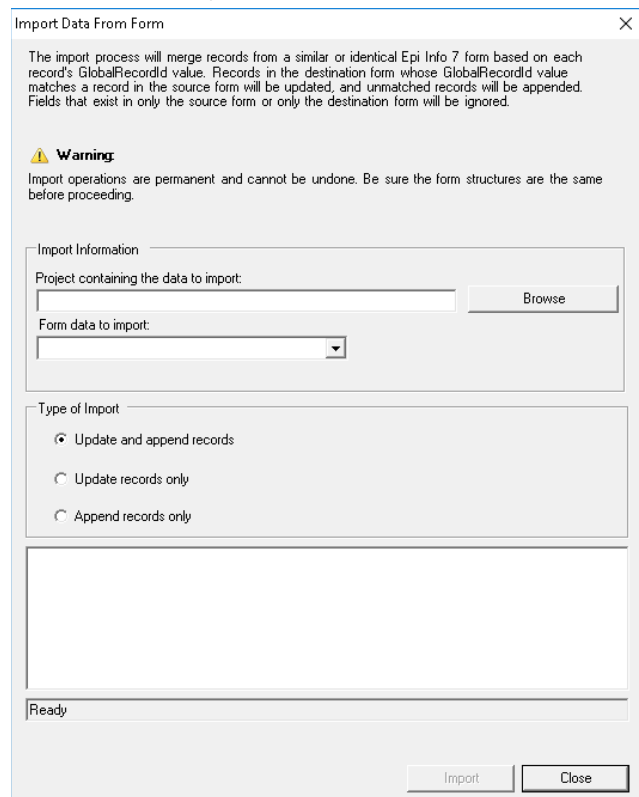 Import Data From Form
The import process will merge records from a similar or identical Epi Info 7 form based on each
record's GlobalRecordId value. Records in the destination form whose GlobalRecordId value
matches a record in the source form will be updated, and unmatched records will be appended.
Fields that exist in only the source form or only the destination form will be ignored.
Warning:
Import operations are permanent and cannot be undone. Be sure the form structures are the same
before proceeding.
Import Information
Project containing the data to import:
Browse
Form data to import:
Type of Import
Update and append records
Update records only
Append records only
Ready
Import Close